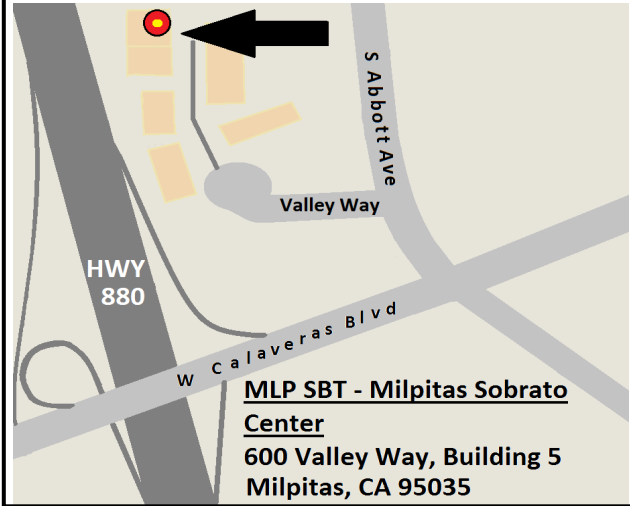 S Abbott Ave
Valley Way
HWY
880
W Calaveras Blvd
MLP SBT - Milpitas Sobrato
Center
600 Valley Way, Building 5
Milpitas, CA 95035